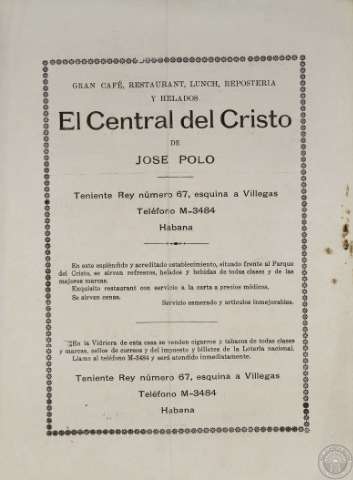 GRAN CAFÉ, RESTAURANT, LUNCH, REPOSTERIA
Y HELADOS
El Central del Cristo
DE
JOSE POLO
Teniente Rey número 67, esquina a Villegas
Teléfono M-3484
Habana
En este espléndido y acreditado establecimiento, situado frente al Parque
del Cristo, se sirven refrescos, helados y bebidas de todas clases y de las
mejores marcas.
Exquisito restaurant con servicio a la carta a precios módicos.
Se sirven cenas.
Servicio esmerado y artículos inmejorables.
En la Vidriera de esta casa se venden cigarros y tabacos de todas clases
y marcas, sellos de correos y del impuesto y billetes de la Lotería nacional.
Llame al teléfono M-3484 y será atendido inmediatamente.
Teniente Rey número 67, esquina a Villegas
Teléfono M-3484
Habana